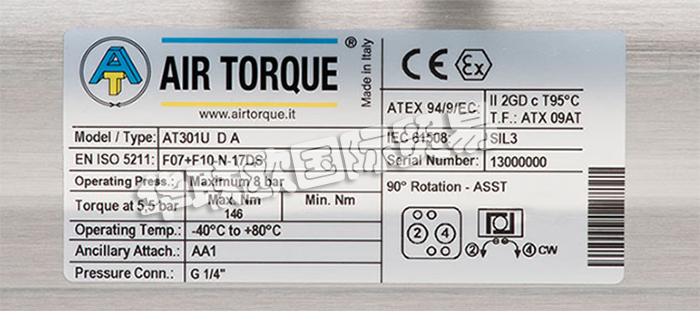 AT
AIR TORQUE ®
Made in Italy
www.airtorque.it
Model / Type: AT301U D A
EN ISO 5211: F07+F10-N-17DS
Operating Press.: Maximum 8 bar
Torque at 5,5 bar Max. Nm 146 Min. Nm
Operating Temp.: -40°C to +80°C
Ancillary Attach.: AA1
Pressure Conn.: G 1/4"
CE Ex
ATEX 94/9/EC: II 2GD c T95°C
T.F.: ATX 09AT
IEC 61508: SIL3
Serial Number: 13000000
90° Rotation - ASST
2 4 2 4 CW